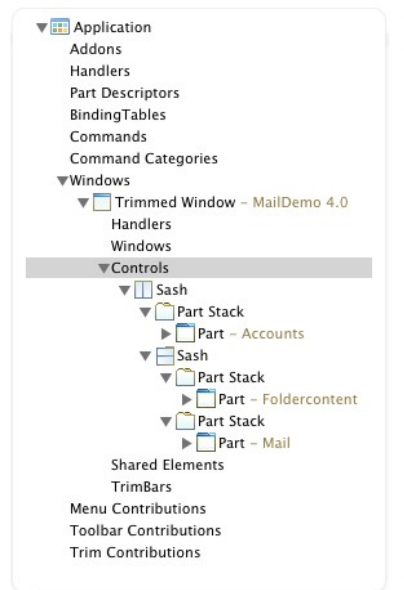 Application
Addons
Handlers
Part Descriptors
BindingTables
Commands
Command Categories
Windows
Trimmed Window – MailDemo 4.0
Handlers
Windows
Controls
Sash
Part Stack
Part – Accounts
Sash
Part Stack
Part – Foldercontent
Part Stack
Part – Mail
Shared Elements
TrimBars
Menu Contributions
Toolbar Contributions
Trim Contributions